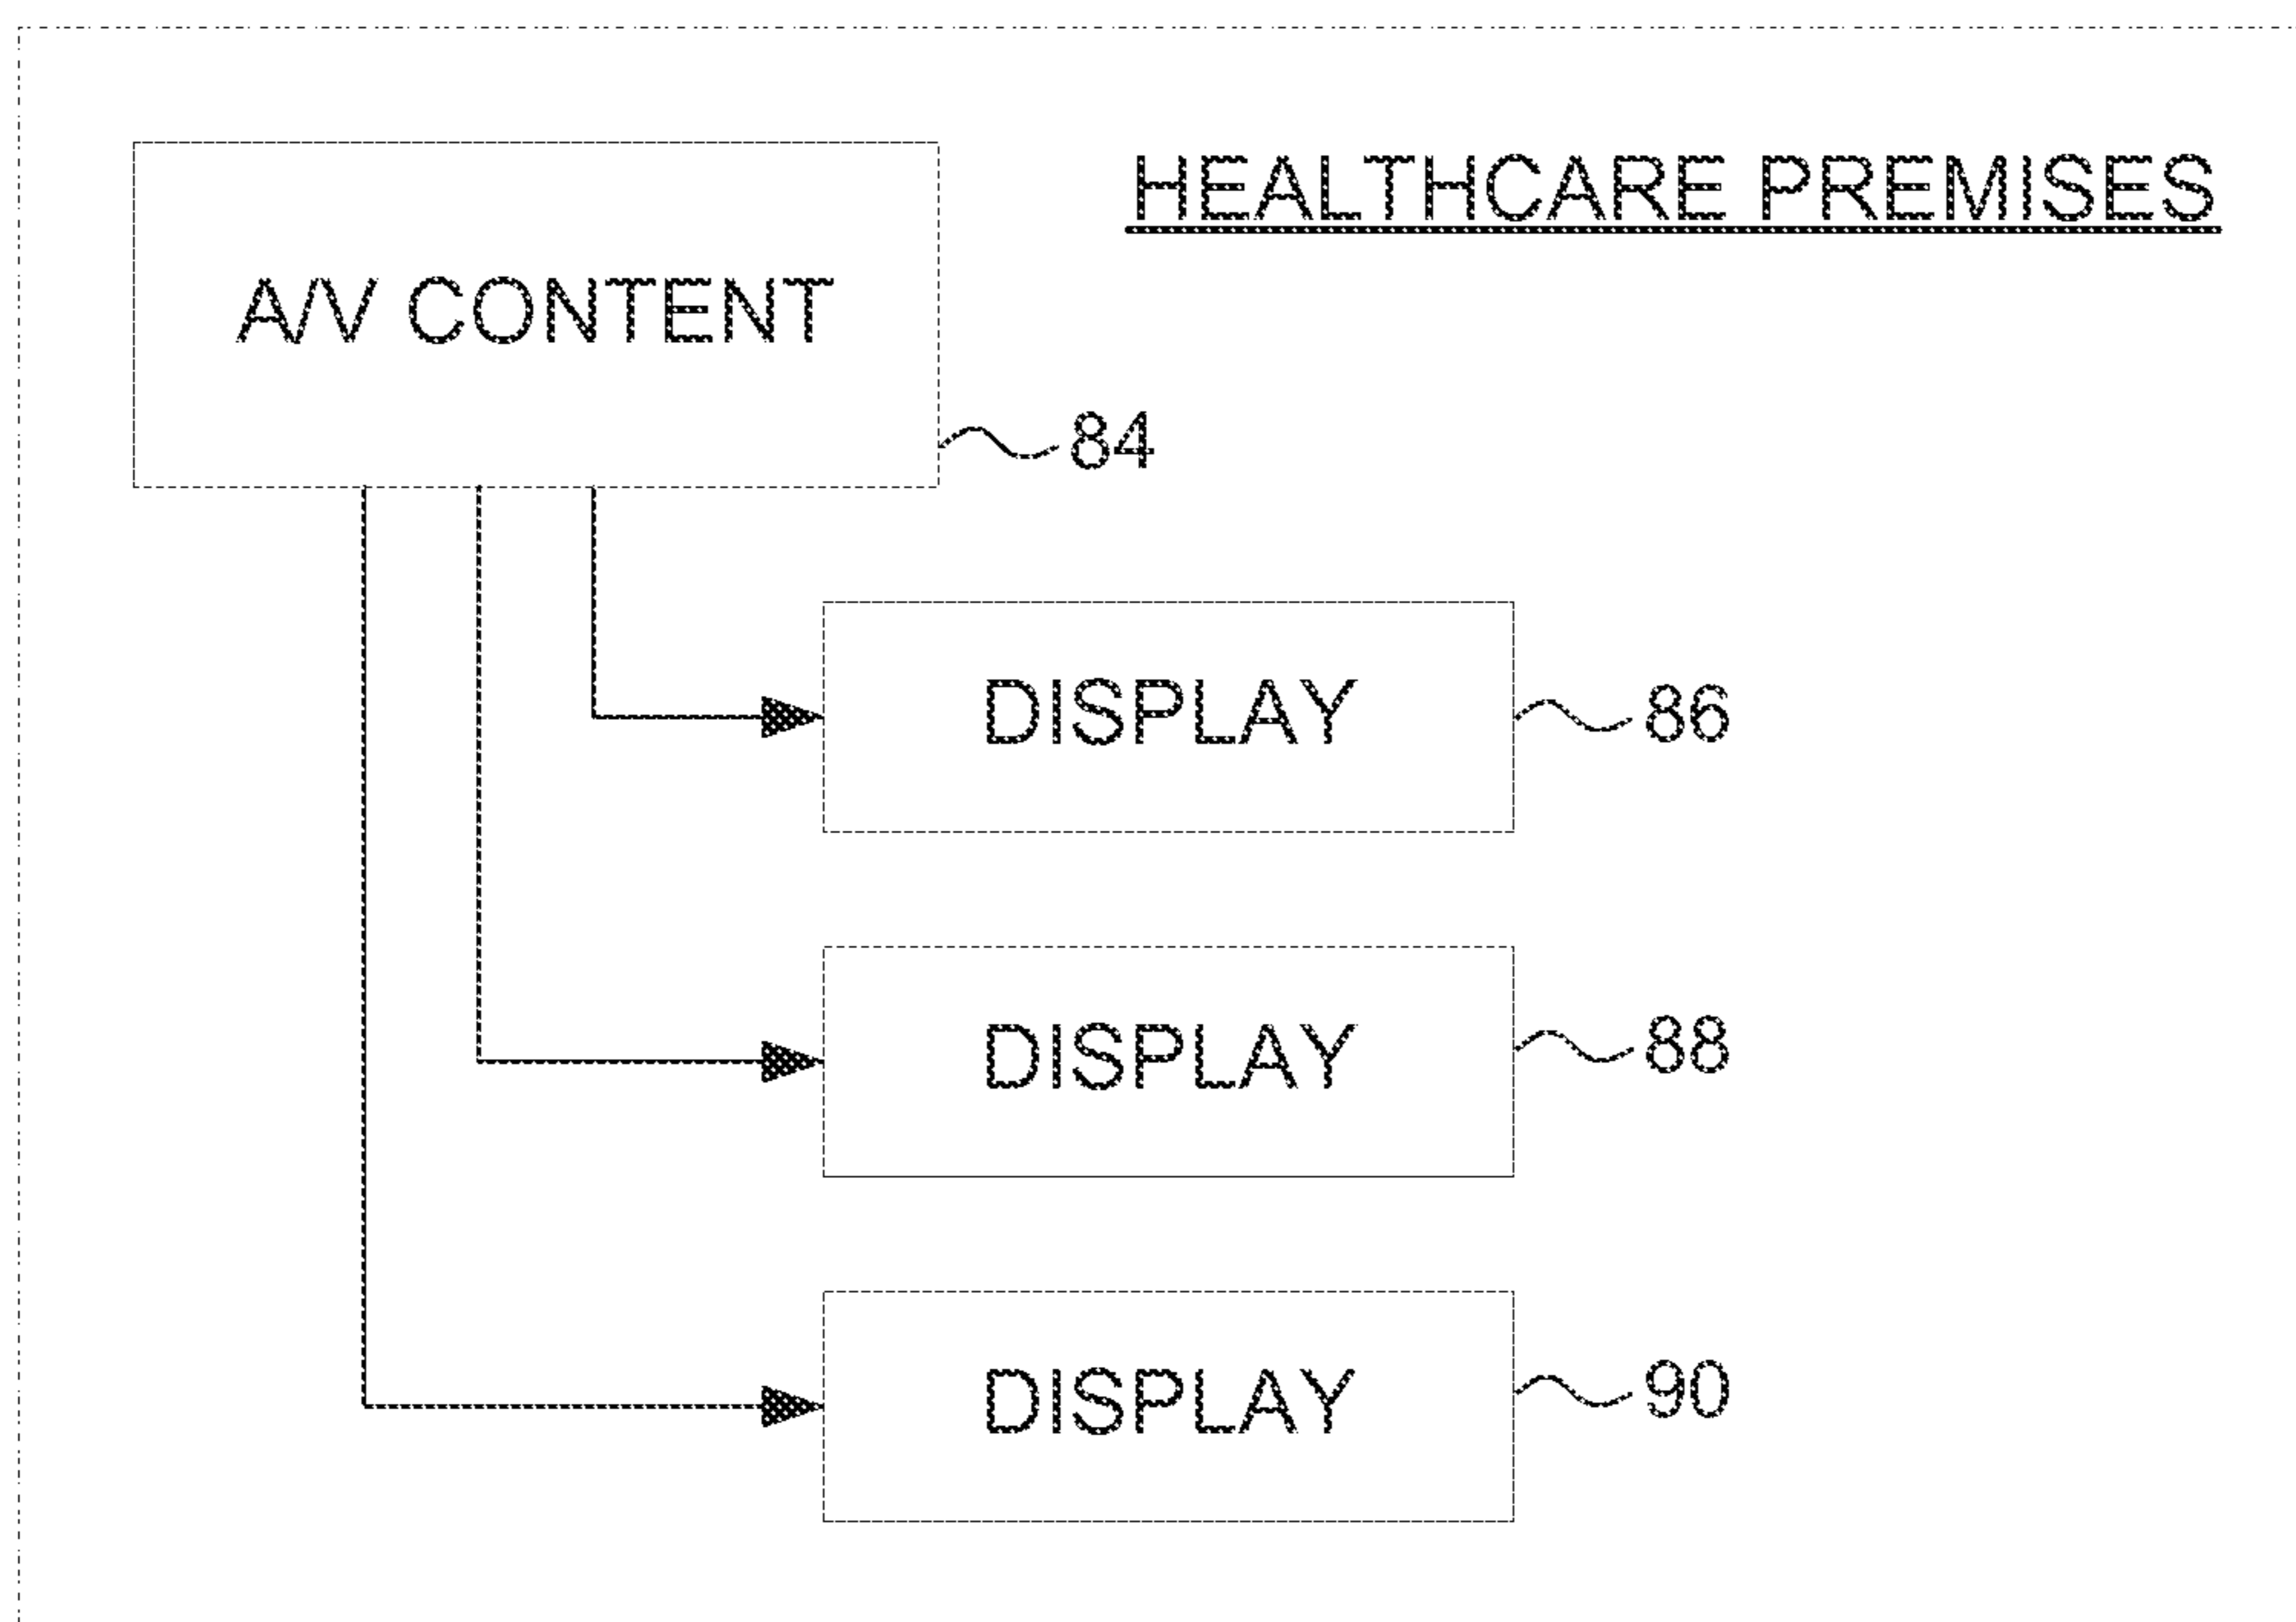 HEALTHCARE PREMISES
A/V CONTENT
84
DISPLAY
86
DISPLAY
88
DISPLAY
90